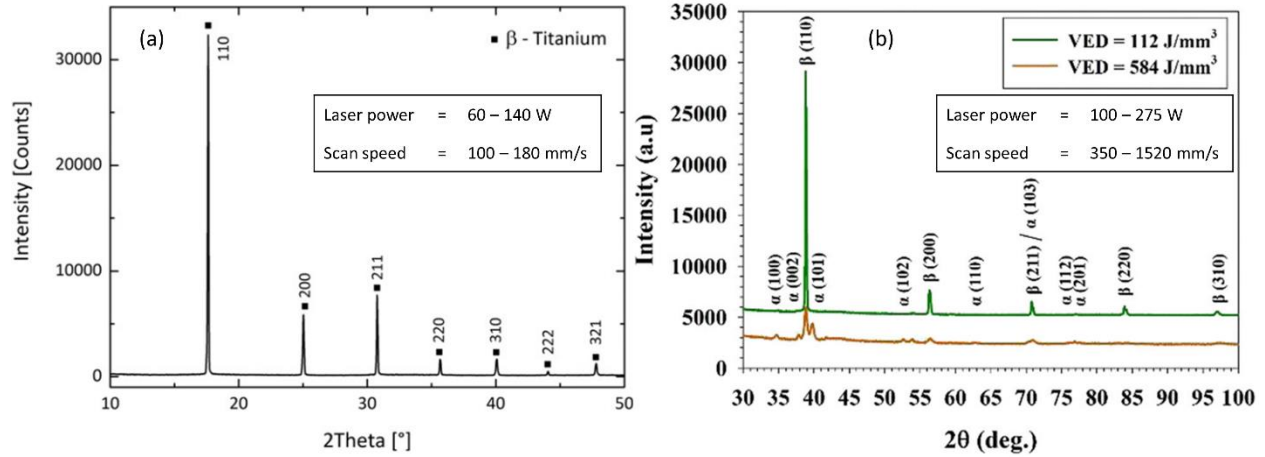 (a)
■ β - Titanium
110
200
211
220
310
222
321
Laser power = 60 – 140 W
Scan speed = 100 – 180 mm/s
Intensity [Counts]
30000
20000
10000
0
10 20 30 40 50
2Theta [°]
(b)
VED = 112 J/mm³
VED = 584 J/mm³
Laser power = 100 – 275 W
Scan speed = 350 – 1520 mm/s
Intensity (a.u)
35000
30000
25000
20000
15000
10000
5000
0
α (100)
α (002)
β (110)
α (101)
α (102)
β (200)
α (110)
β (211) / α (103)
α (112)
α (201)
β (220)
β (310)
30 35 40 45 50 55 60 65 70 75 80 85 90 95 100
2θ (deg.)